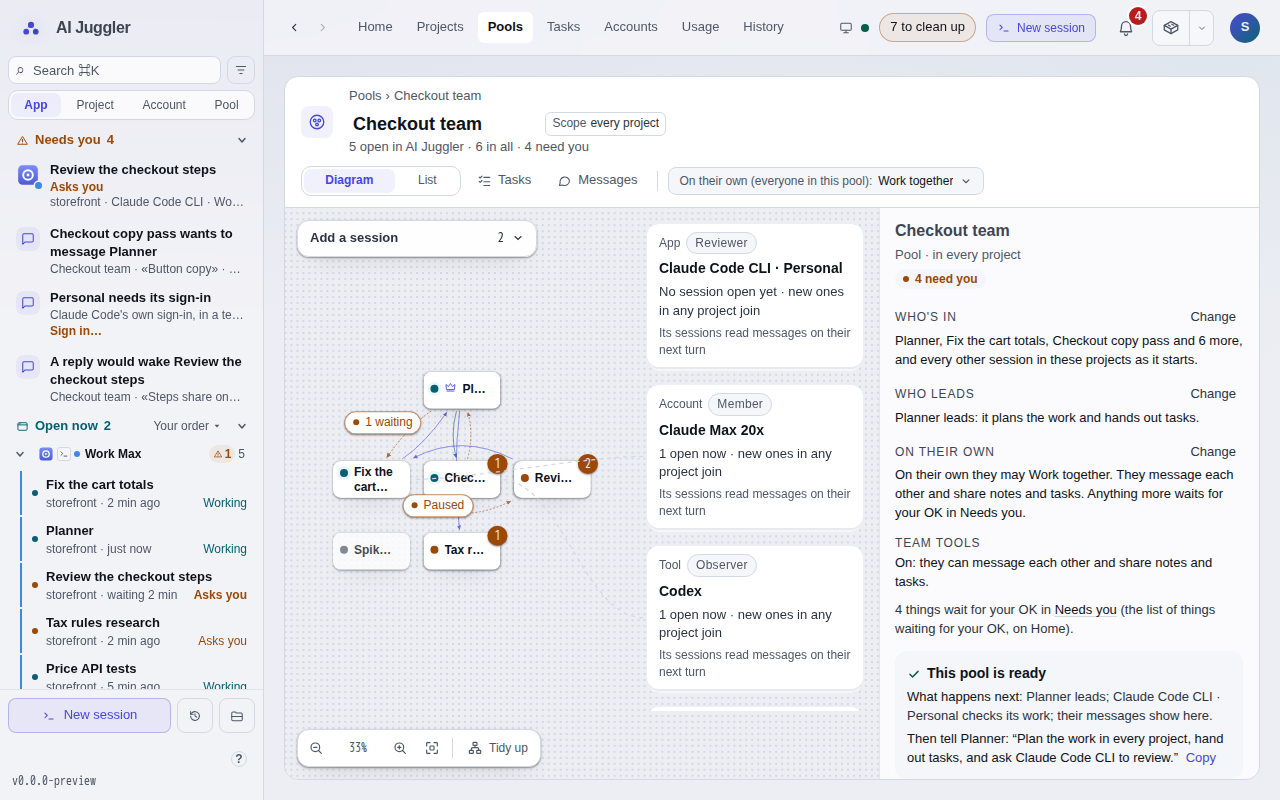 AI Juggler
Search ⌘K
App
Project
Account
Pool
Needs you 4
Review the checkout steps
Asks you
storefront · Claude Code CLI · Wo…
Checkout copy pass wants to
message Planner
Checkout team · «Button copy» · …
Personal needs its sign-in
Claude Code's own sign-in, in a te…
Sign in…
A reply would wake Review the
checkout steps
Checkout team · «Steps share on…
Open now 2
Your order
Work Max
1
5
Fix the cart totals
storefront · 2 min ago
Working
Planner
storefront · just now
Working
Review the checkout steps
storefront · waiting 2 min
Asks you
Tax rules research
storefront · 2 min ago
Asks you
Price API tests
storefront · 5 min ago
Working
New session
?
v0.0.0-preview
Home
Projects
Pools
Tasks
Accounts
Usage
History
7 to clean up
New session
4
S
Pools › Checkout team
Checkout team
Scope every project
5 open in AI Juggler · 6 in all · 4 need you
Diagram
List
Tasks
Messages
On their own (everyone in this pool): Work together
Add a session
2
Pl…
1 waiting
Fix the
cart…
Chec…
1
Revi…
2
Paused
Spik…
Tax r…
1
App
Reviewer
Claude Code CLI · Personal
No session open yet · new ones
in any project join
Its sessions read messages on their
next turn
Account
Member
Claude Max 20x
1 open now · new ones in any
project join
Its sessions read messages on their
next turn
Tool
Observer
Codex
1 open now · new ones in any
project join
Its sessions read messages on their
next turn
33%
Tidy up
Checkout team
Pool · in every project
4 need you
WHO'S IN
Change
Planner, Fix the cart totals, Checkout copy pass and 6 more,
and every other session in these projects as it starts.
WHO LEADS
Change
Planner leads: it plans the work and hands out tasks.
ON THEIR OWN
Change
On their own they may Work together. They message each
other and share notes and tasks. Anything more waits for
your OK in Needs you.
TEAM TOOLS
On: they can message each other and share notes and
tasks.
4 things wait for your OK in Needs you (the list of things
waiting for your OK, on Home).
This pool is ready
What happens next: Planner leads; Claude Code CLI ·
Personal checks its work; their messages show here.
Then tell Planner: “Plan the work in every project, hand
out tasks, and ask Claude Code CLI to review.” Copy